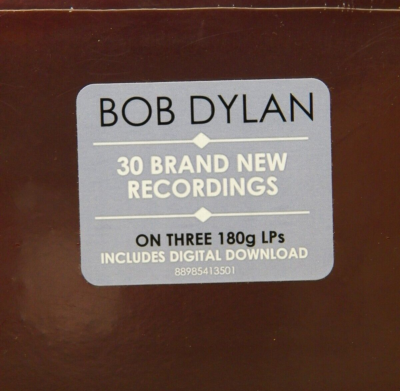 BOB DYLAN
30 BRAND NEW
RECORDINGS
ON THREE 180g LPs
INCLUDES DIGITAL DOWNLOAD
88985413501